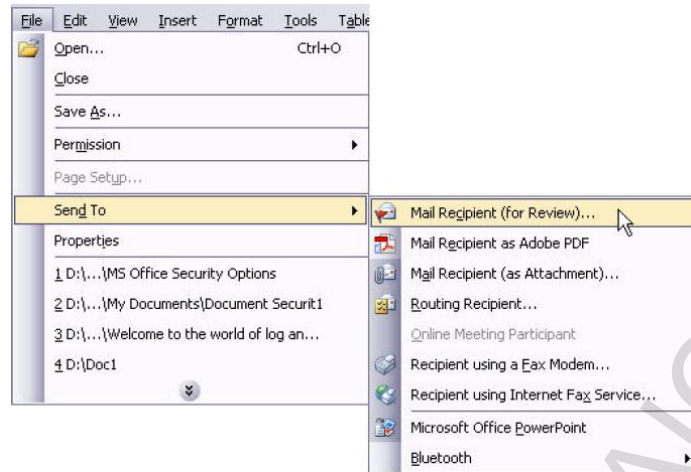 File Edit View Insert Format Tools Table
Open... Ctrl+O
Close
Save As...
Permission
Page Setup...
Send To
Properties
1 D:\...\MS Office Security Options
2 D:\...\My Documents\Document Securit1
3 D:\...\Welcome to the world of log an...
4 D:\Doc1
Mail Recipient (for Review)...
Mail Recipient as Adobe PDF
Mail Recipient (as Attachment)...
Routing Recipient...
Online Meeting Participant
Recipient using a Fax Modem...
Recipient using Internet Fax Service...
Microsoft Office PowerPoint
Bluetooth